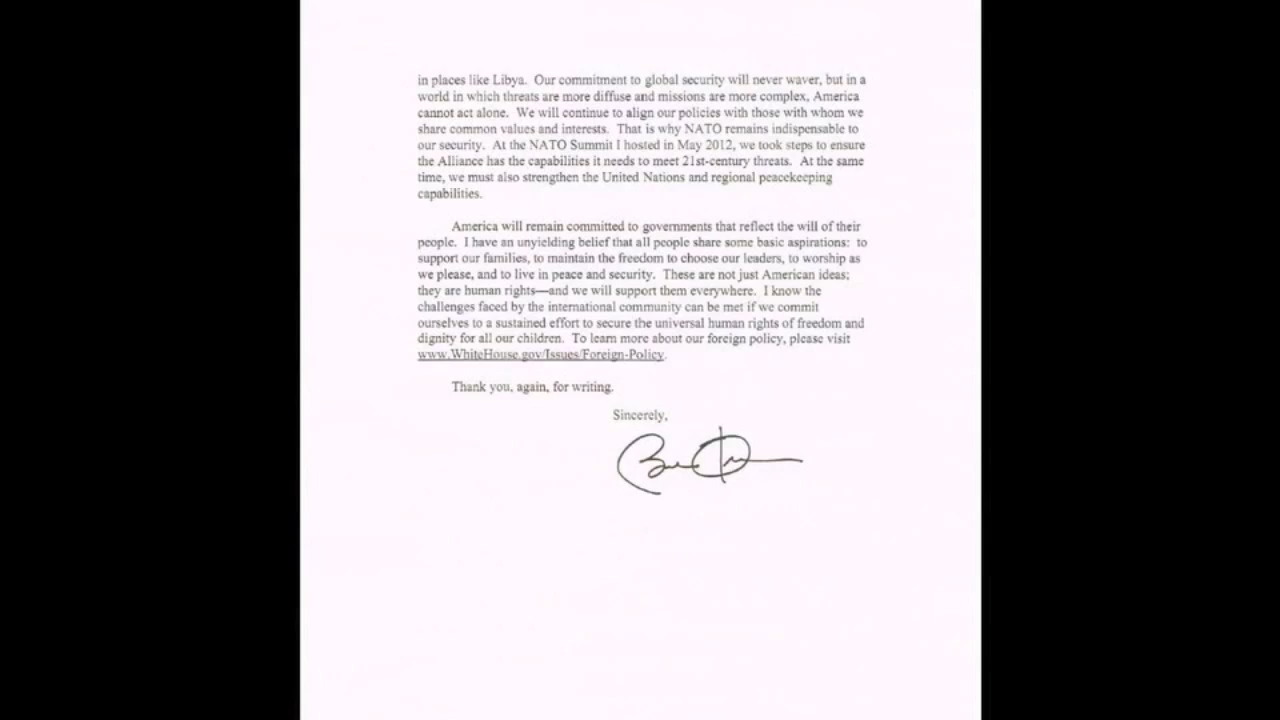 in places like Libya. Our commitment to global security will never waver, but in a
world in which threats are more diffuse and missions are more complex, America
cannot act alone. We will continue to align our policies with those with whom we
share common values and interests. That is why NATO remains indispensable to
our security. At the NATO Summit I hosted in May 2012, we took steps to ensure
the Alliance has the capabilities it needs to meet 21st-century threats. At the same
time, we must also strengthen the United Nations and regional peacekeeping
capabilities.
America will remain committed to governments that reflect the will of their
people. I have an unyielding belief that all people share some basic aspirations: to
support our families, to maintain the freedom to choose our leaders, to worship as
we please, and to live in peace and security. These are not just American ideas;
they are human rights—and we will support them everywhere. I know the
challenges faced by the international community can be met if we commit
ourselves to a sustained effort to secure the universal human rights of freedom and
dignity for all our children. To learn more about our foreign policy, please visit
www.WhiteHouse.gov/Issues/Foreign-Policy.
Thank you, again, for writing.
Sincerely,